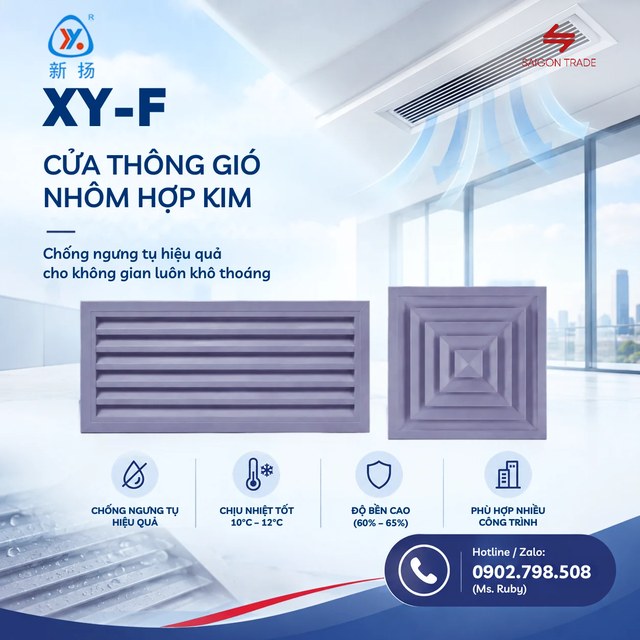 XY
®
新扬
SAIGON TRADE
XY-F
CỬA THÔNG GIÓ
NHÔM HỢP KIM
Chống ngưng tụ hiệu quả
cho không gian luôn khô thoáng
CHỐNG NGƯNG TỤ
HIỆU QUẢ
CHỊU NHIỆT TỐT
10°C – 12°C
ĐỘ BỀN CAO
(60% – 65%)
PHÙ HỢP NHIỀU
CÔNG TRÌNH
Hotline / Zalo:
0902.798.508
(Ms. Ruby)